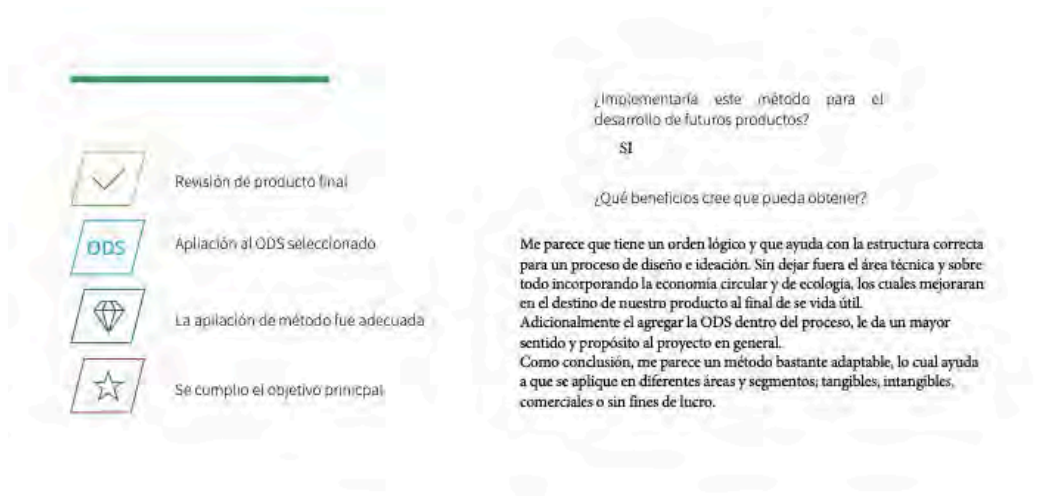 Revisión de producto final
ODS
Apliación al ODS seleccionado
La apliación de método fue adecuada
Se cumplio el objetivo prinicpal
¿Implementaría este método para el
desarrollo de futuros productos?
SI
¿Qué beneficios cree que pueda obtener?
Me parece que tiene un orden lógico y que ayuda con la estructura correcta
para un proceso de diseño e ideación. Sin dejar fuera el área técnica y sobre
todo incorporando la economía circular y de ecología, los cuales mejoraran
en el destino de nuestro producto al final de se vida útil.
Adicionalmente el agregar la ODS dentro del proceso, le da un mayor
sentido y propósito al proyecto en general.
Como conclusión, me parece un método bastante adaptable, lo cual ayuda
a que se aplique en diferentes áreas y segmentos; tangibles, intangibles,
comerciales o sin fines de lucro.